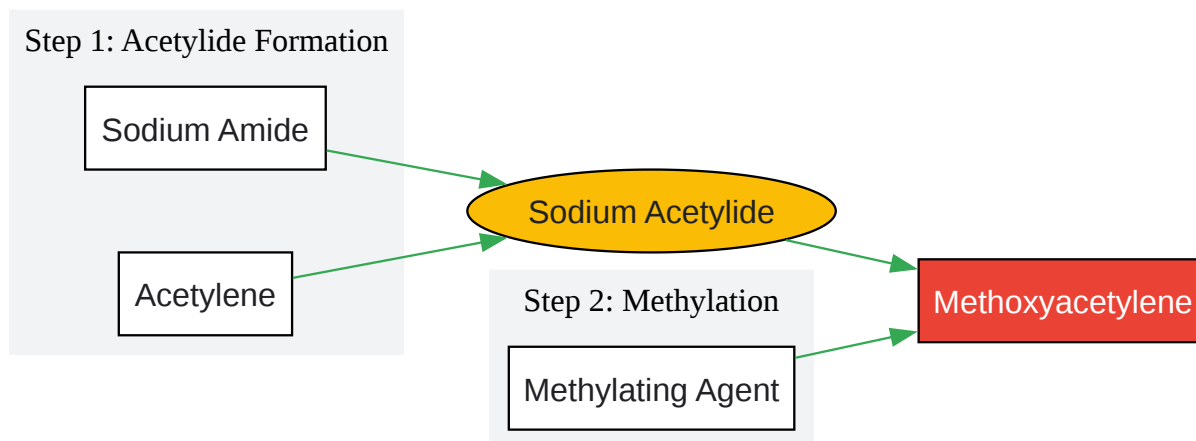 Step 1: Acetylide Formation
Sodium Amide
Acetylene
Sodium Acetylide
Step 2: Methylation
Methylating Agent
Methoxyacetylene